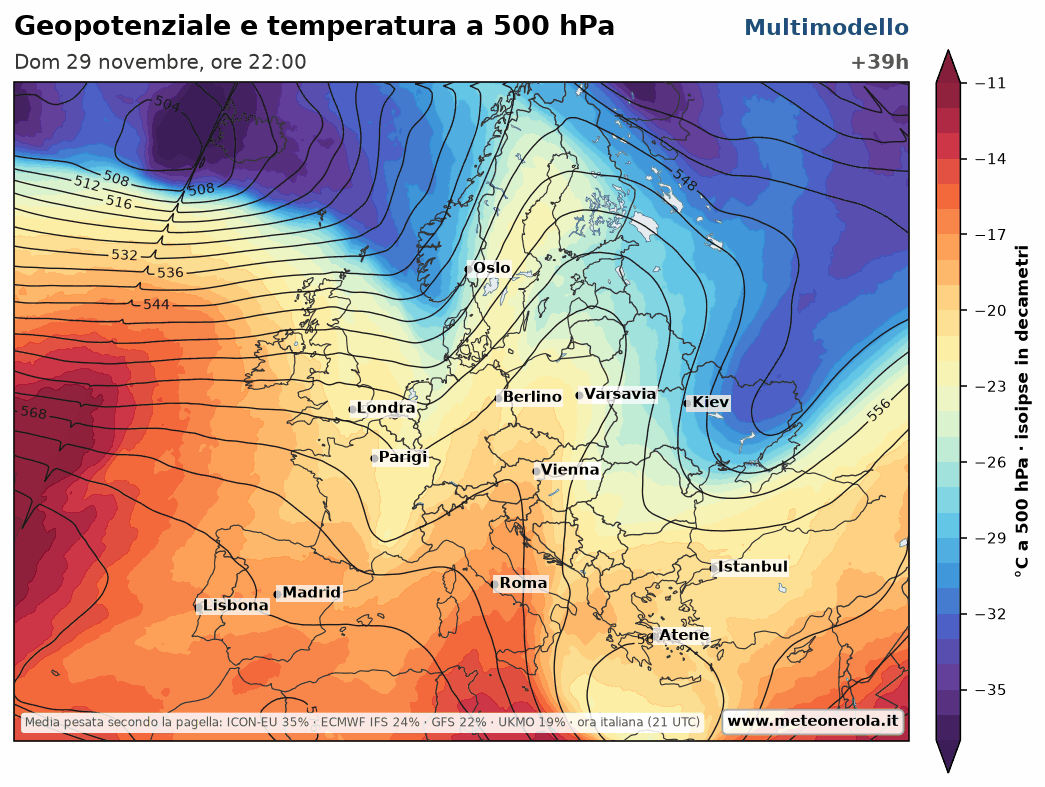 Geopotenziale e temperatura a 500 hPa
Multimodello
Dom 29 novembre, ore 22:00
+39h
504
508
512
508
516
532
536
544
548
556
568
Oslo
Londra
Berlino
Varsavia
Kiev
Parigi
Vienna
Istanbul
Roma
Madrid
Lisbona
Atene
−11
−14
−17
−20
−23
−26
−29
−32
−35
°C a 500 hPa · isoipse in decametri
Media pesata secondo la pagella: ICON-EU 35% · ECMWF IFS 24% · GFS 22% · UKMO 19% · ora italiana (21 UTC)
www.meteonerola.it